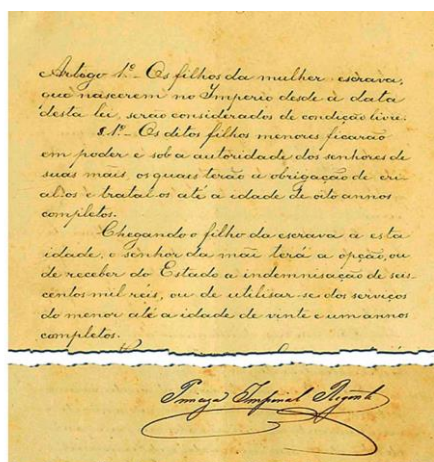 Artogo 1º Os filhos da mulher escrava,
que nascerem no Imperio desde a data
desta lei, serão considerados de condição livre.
§ 1º - Os ditos filhos menores ficarão
em poder e sob a autoridade dos senhores de
suas mais, os quaes terão a obrigação de cri-
al-os e tratal-os até a idade de oito annos
completos.
Chegando o filho da escrava a esta
idade, o senhor da mãi terá a opção, ou
de receber do Estado a indemnisação de seis-
centos mil réis, ou de utilisar-se dos serviços
do menor até a idade de vinte e um annos
completos.
Princeza Imperial Regente